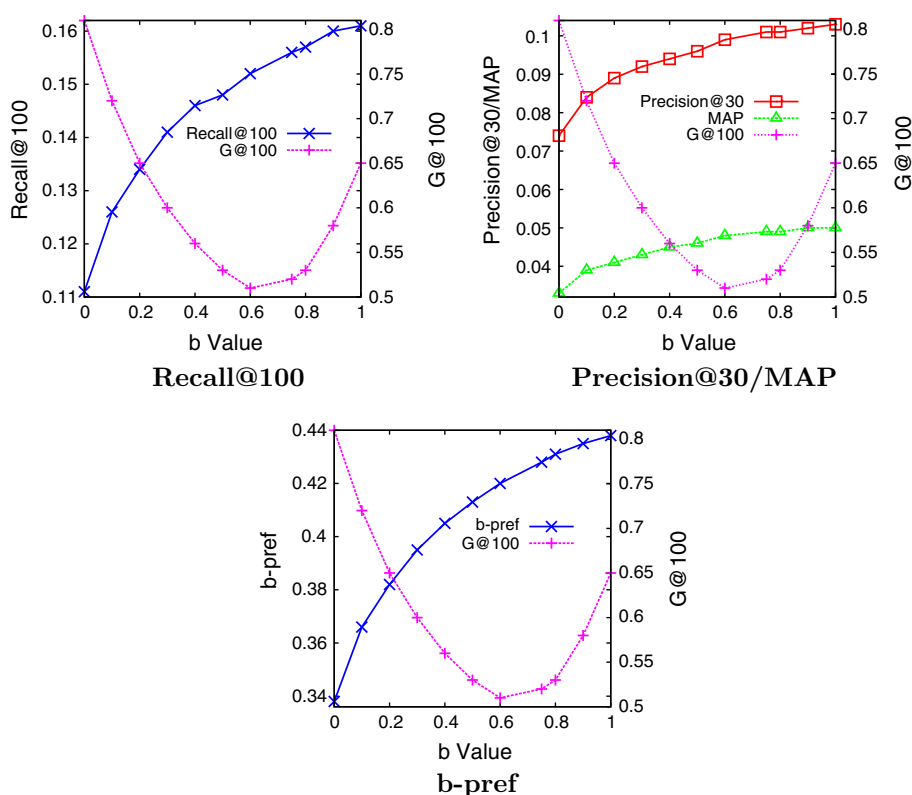 0.16
0.15
0.14
0.13
0.12
0.11
Recall@100
0.8
0.75
0.7
0.65
0.6
0.55
0.5
G@100
Recall@100
G@100
0 0.2 0.4 0.6 0.8 1
b Value
Recall@100
0.1
0.09
0.08
0.07
0.06
0.05
0.04
Precision@30/MAP
0.8
0.75
0.7
0.65
0.6
0.55
0.5
G@100
Precision@30
MAP
G@100
0 0.2 0.4 0.6 0.8 1
b Value
Precision@30/MAP
0.44
0.42
0.4
0.38
0.36
0.34
b-pref
0.8
0.75
0.7
0.65
0.6
0.55
0.5
G@100
b-pref
G@100
0 0.2 0.4 0.6 0.8 1
b Value
b-pref